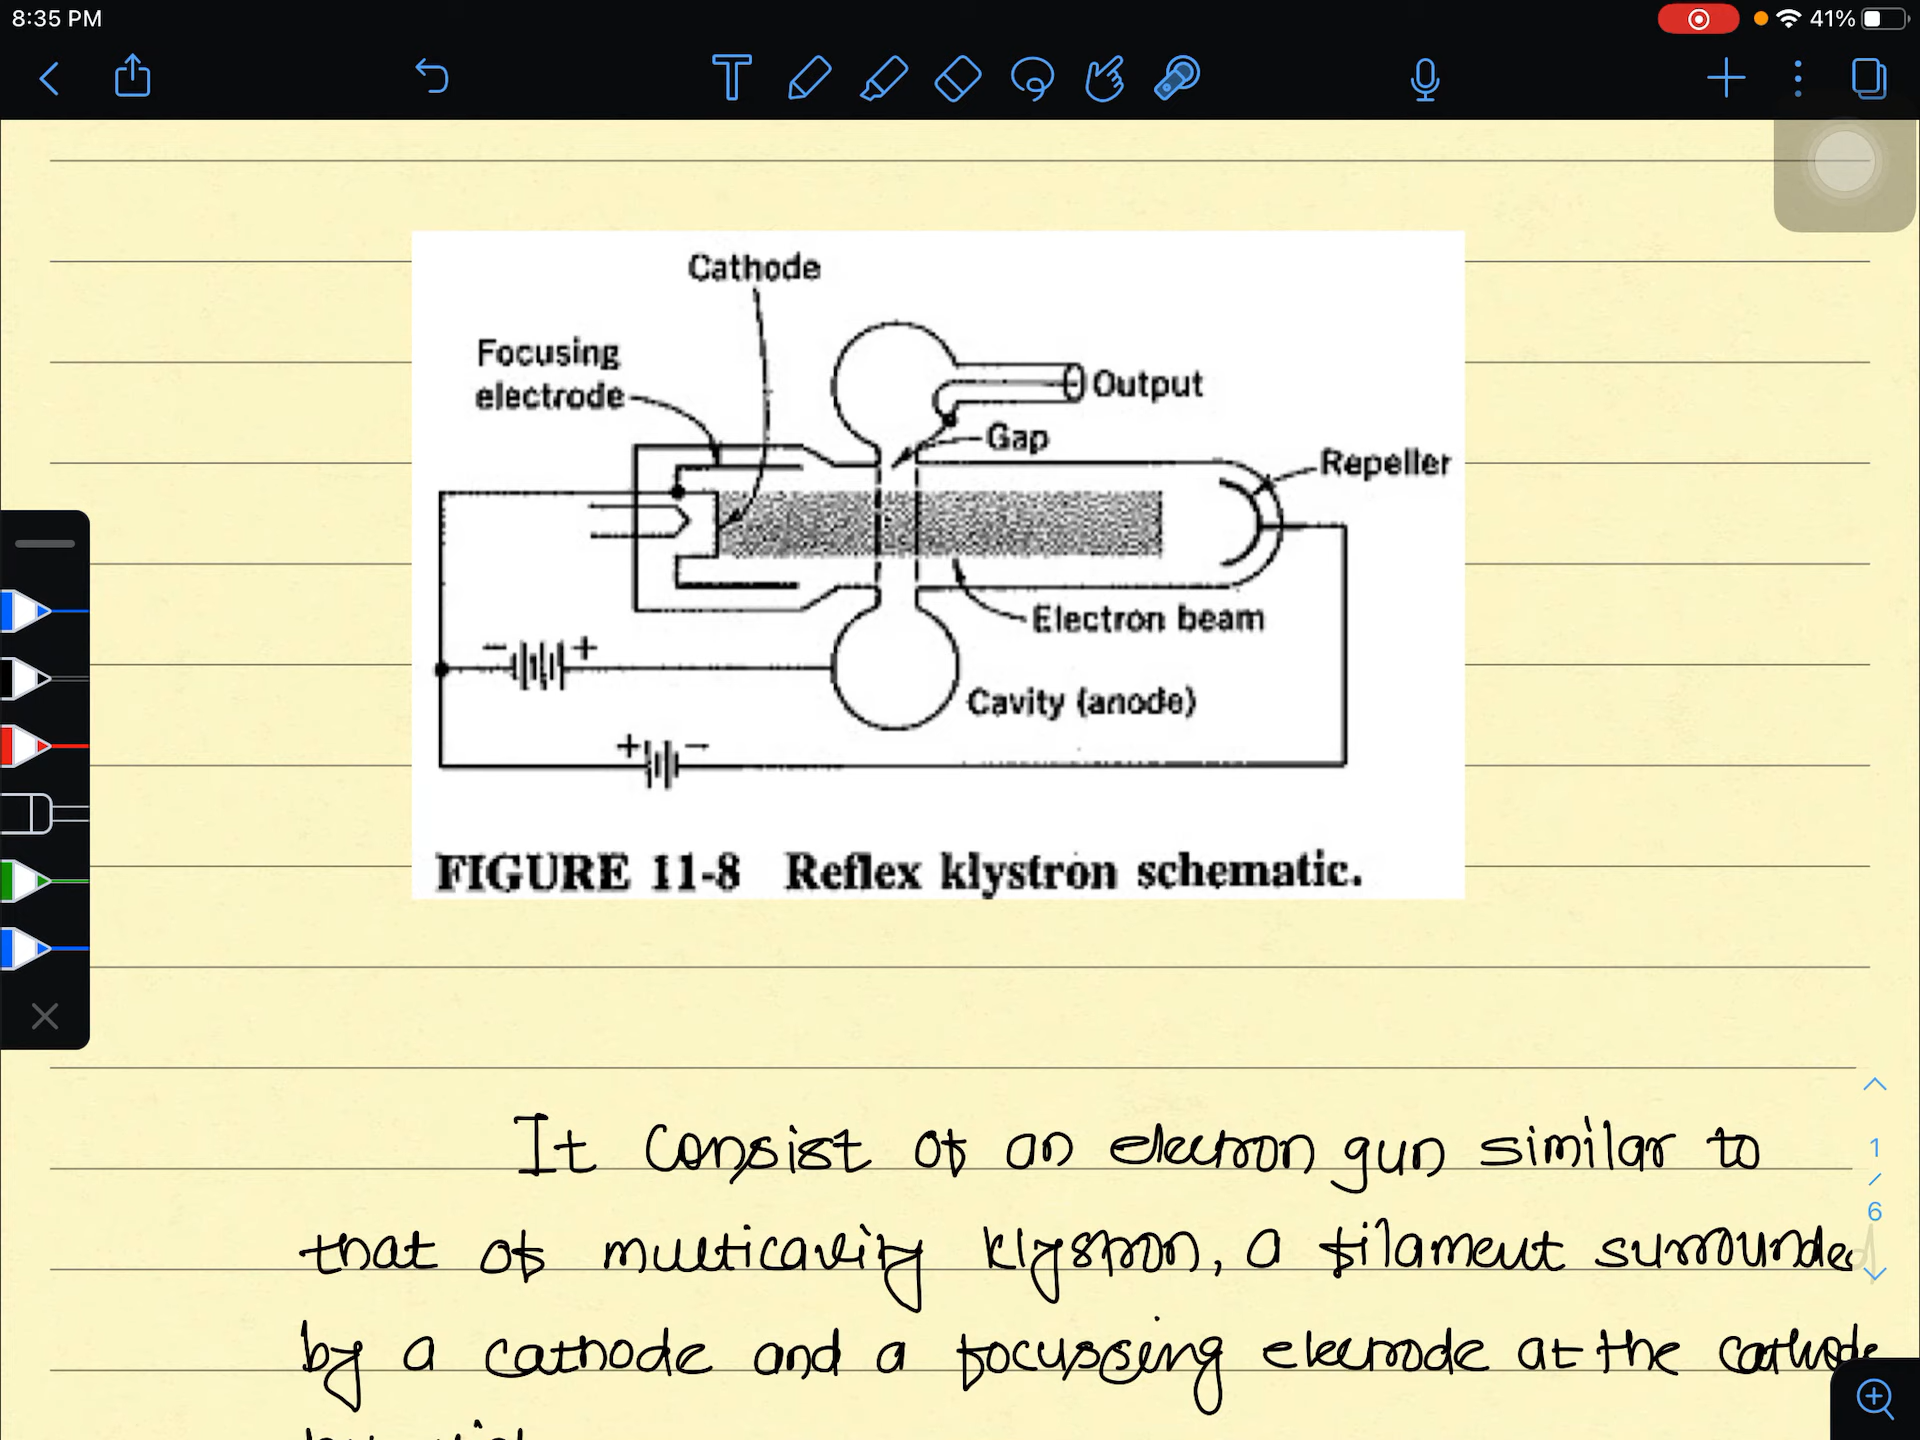 8:35 PM
41%
Cathode
Focusing
electrode
Output
Gap
Repeller
Electron beam
- +
Cavity (anode)
+ -
FIGURE 11-8 Reflex klystron schematic.
It consist of an electron gun similar to
1
/
6
that of multicavity klystron, a filament surrounded
by a cathode and a focussing electrode at the cathode